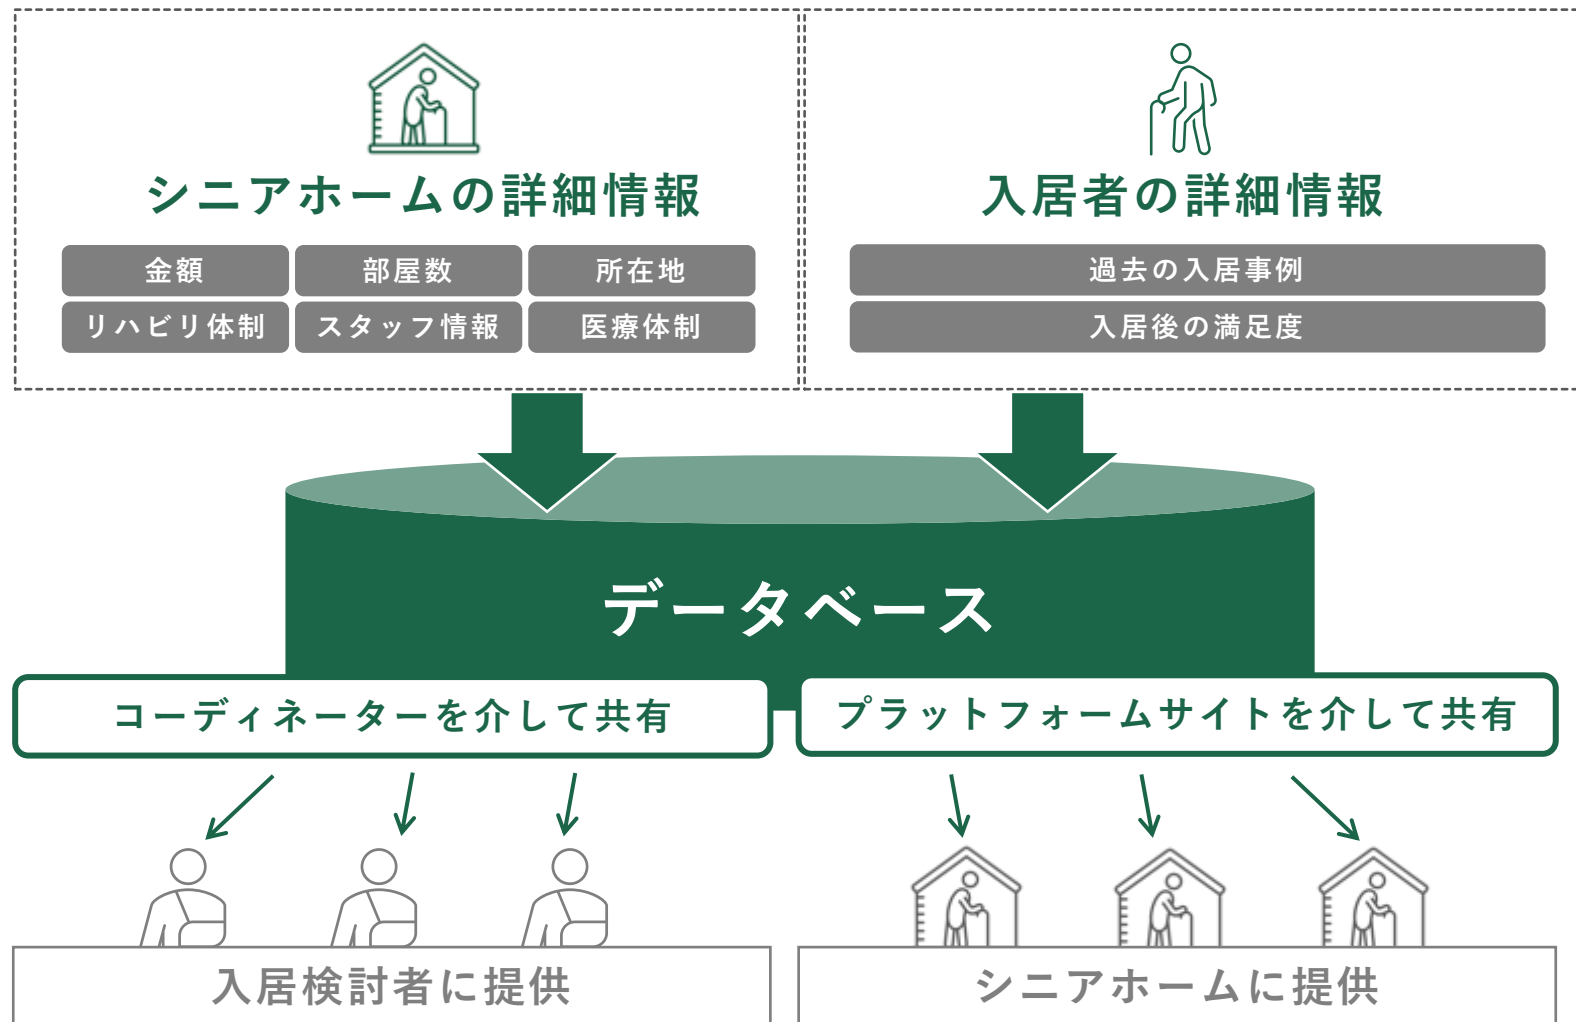 シニアホームの詳細情報
金額
部屋数
所在地
リハビリ体制
スタッフ情報
医療体制
入居者の詳細情報
過去の入居事例
入居後の満足度
データベース
コーディネーターを介して共有
プラットフォームサイトを介して共有
入居検討者に提供
シニアホームに提供